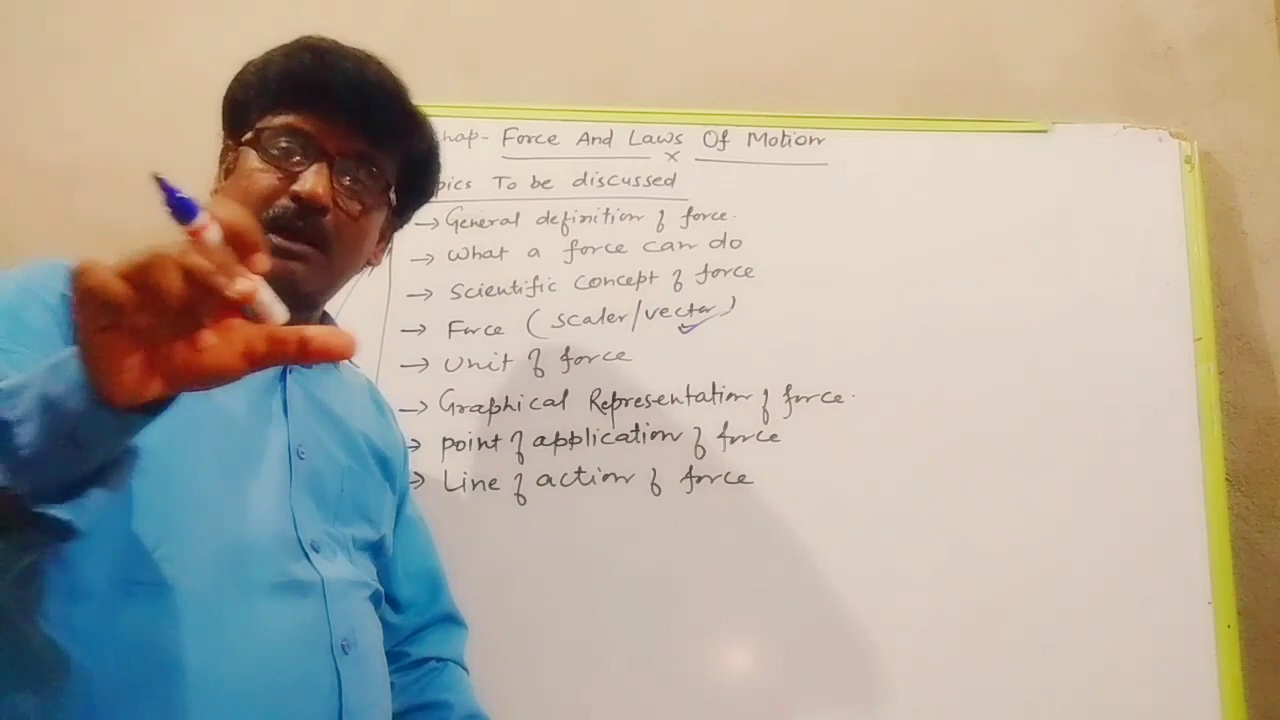 hap- Force And Laws Of Motion
x
pics To be discussed
→ General definition of force.
→ What a force can do
→ Scientific Concept of force
→ Force (Scaler/vector)
→ Unit of force
→ Graphical Representation of force.
→ Point of application of force
→ Line of action of force